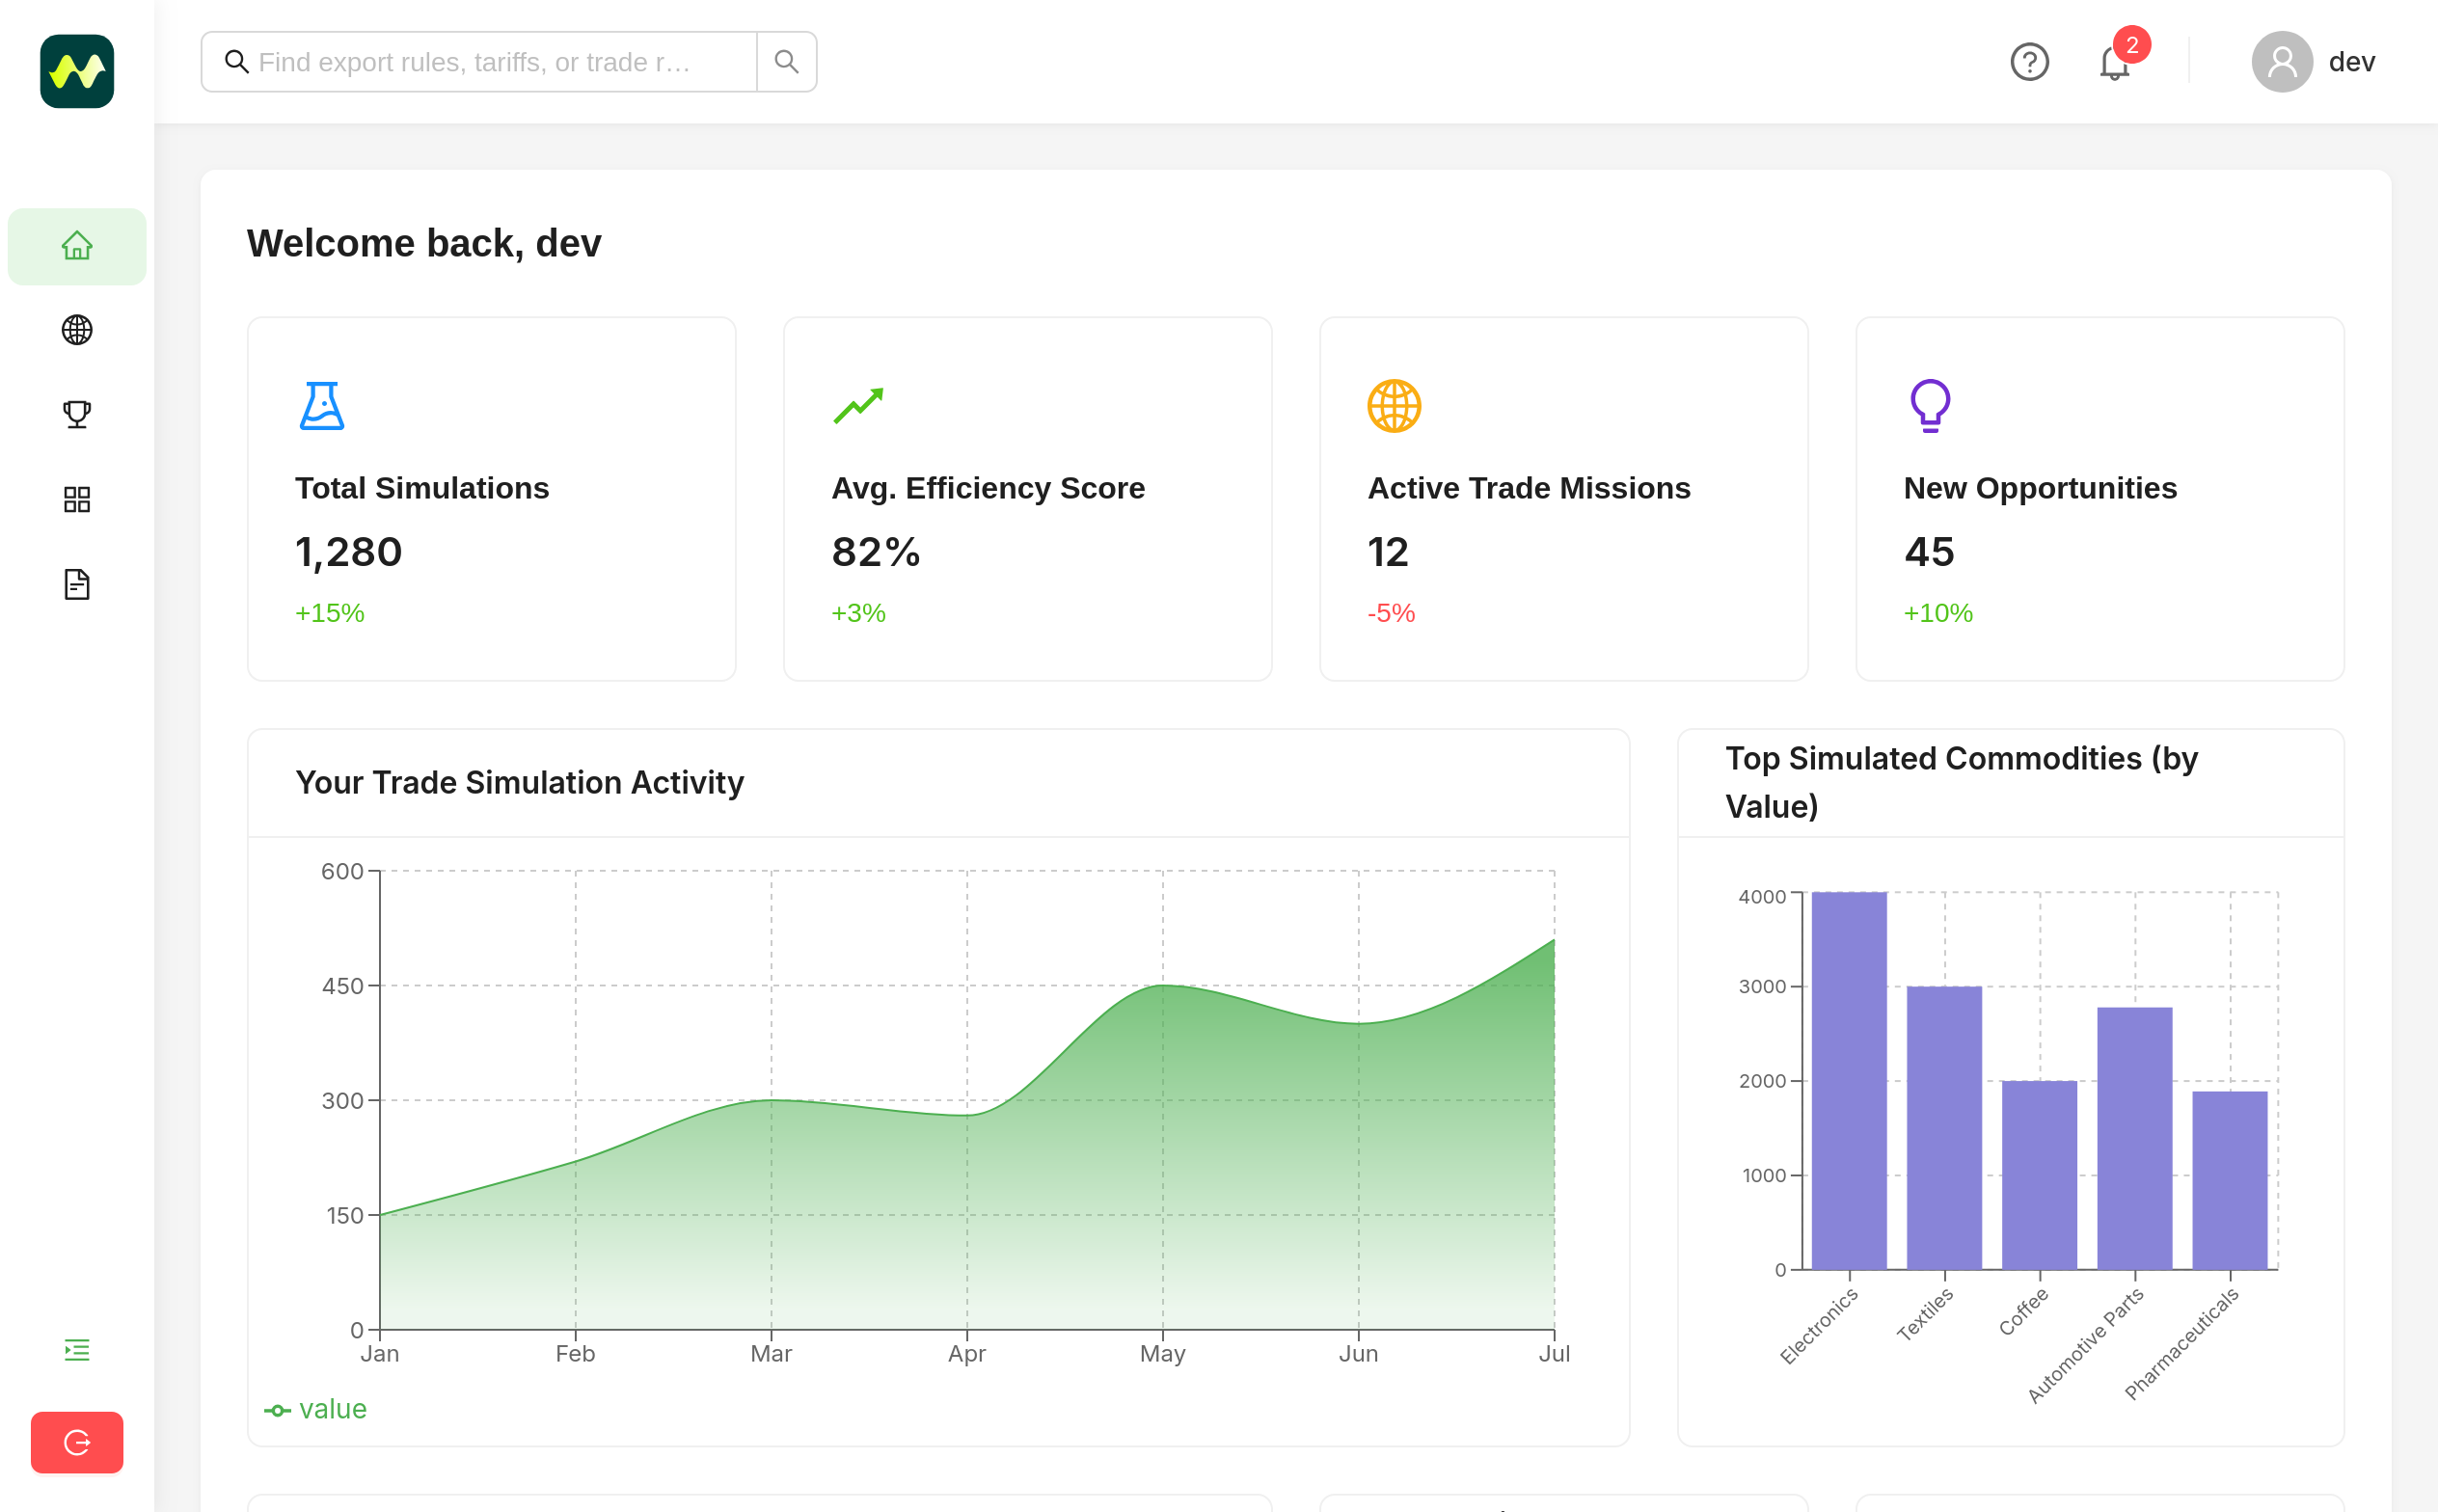 Find export rules, tariffs, or trade r…
2
dev
Welcome back, dev
Total Simulations
1,280
+15%
Avg. Efficiency Score
82%
+3%
Active Trade Missions
12
-5%
New Opportunities
45
+10%
Your Trade Simulation Activity
600
450
300
150
0
Jan
Feb
Mar
Apr
May
Jun
Jul
value
Top Simulated Commodities (by
Value)
4000
3000
2000
1000
0
Electronics
Textiles
Coffee
Automotive Parts
Pharmaceuticals